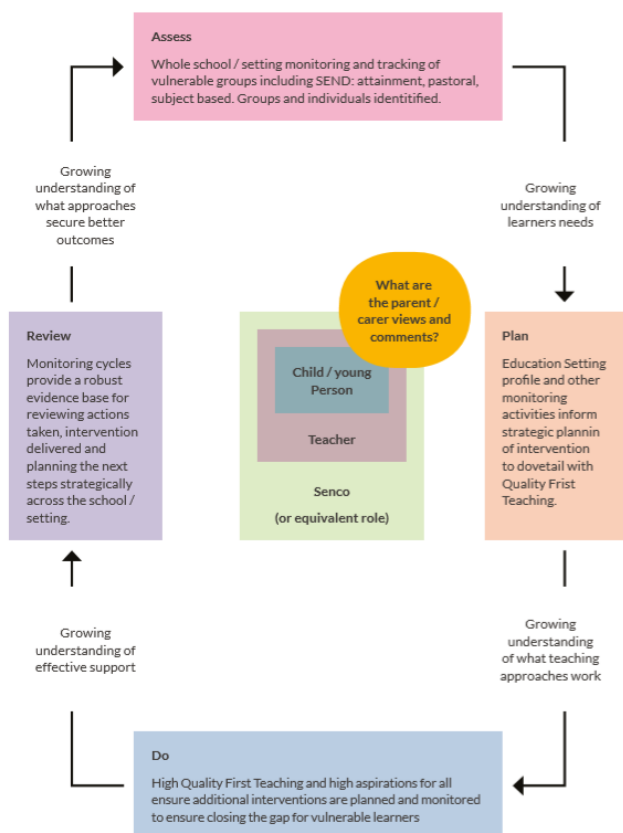 Assess
Whole school / setting monitoring and tracking of
vulnerable groups including SEND: attainment, pastoral,
subject based. Groups and individuals identitified.
Growing
understanding of
what approaches
secure better
outcomes
Growing
understanding of
learners needs
What are
the parent /
carer views and
comments?
Review
Monitoring cycles
provide a robust
evidence base for
reviewing actions
taken, intervention
delivered and
planning the next
steps strategically
across the school /
setting.
Child / young
Person
Teacher
Senco
(or equivalent role)
Plan
Education Setting
profile and other
monitoring
activities inform
strategic plannin
of intervention
to dovetail with
Quality Frist
Teaching.
Growing
understanding of
effective support
Growing
understanding
of what teaching
approaches work
Do
High Quality First Teaching and high aspirations for all
ensure additional interventions are planned and monitored
to ensure closing the gap for vulnerable learners